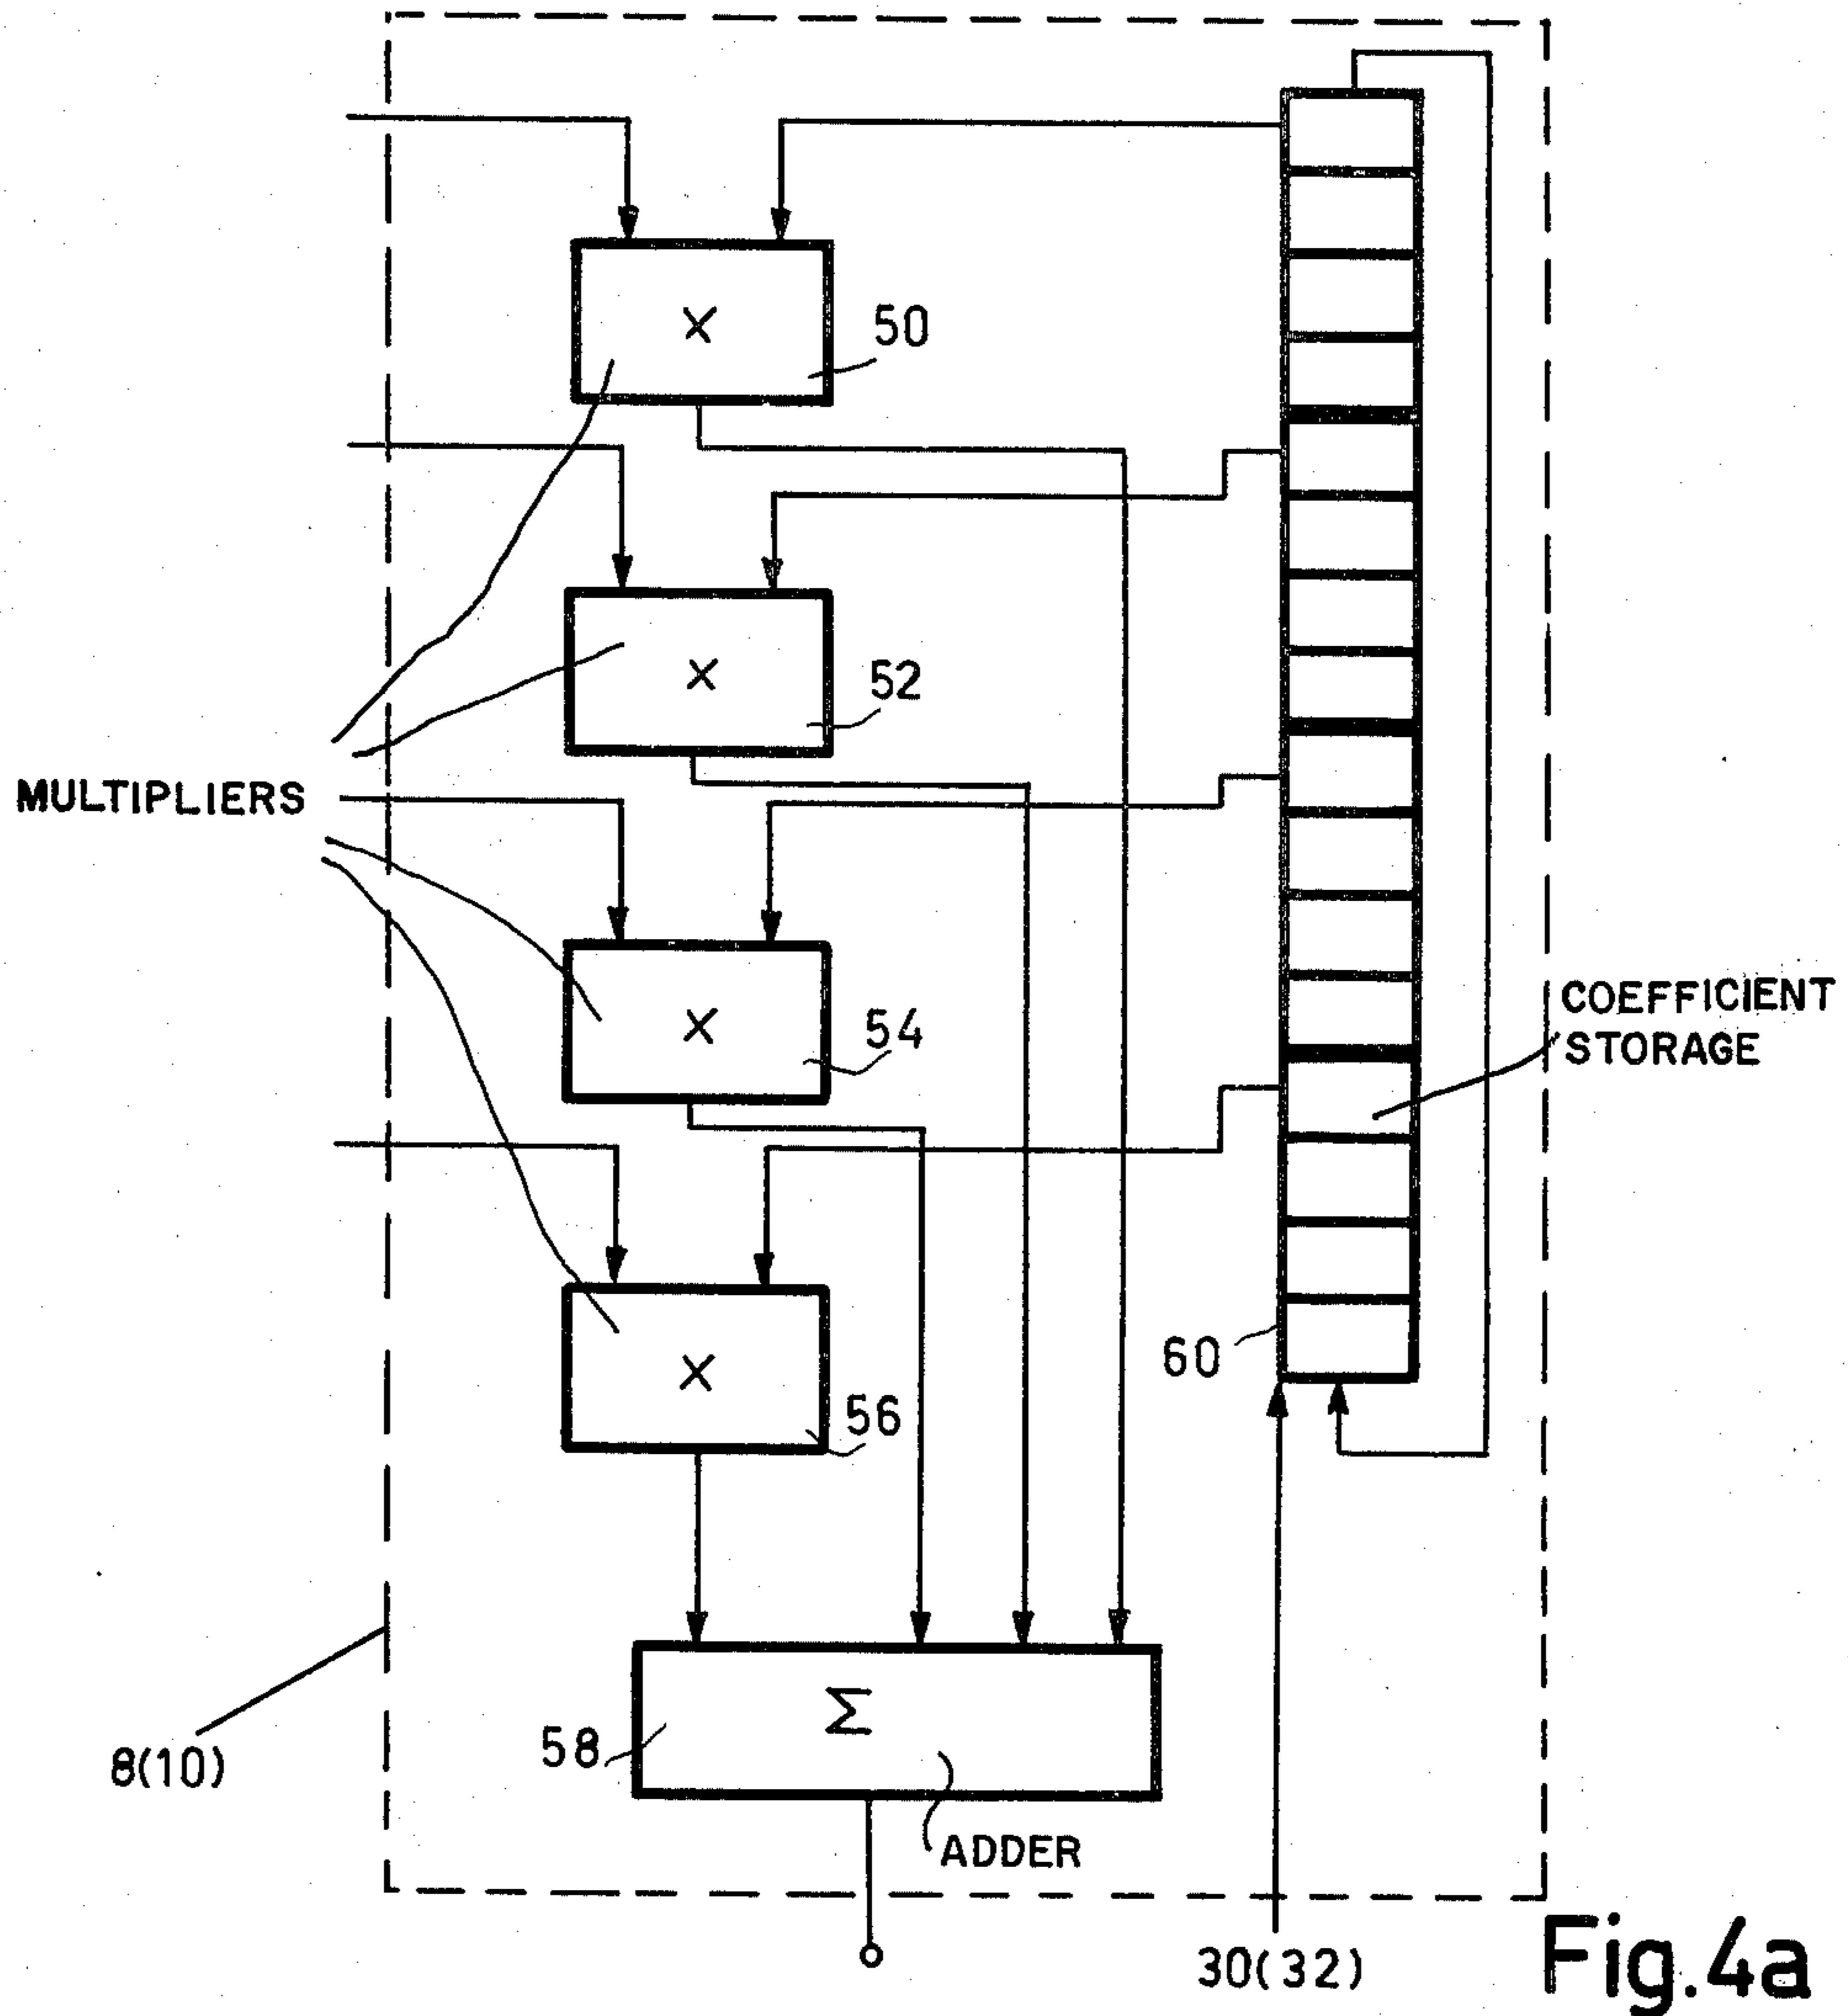 X
50
X
52
MULTIPLIERS
X
54
COEFFICIENT
STORAGE
X
56
60
Σ
58
ADDER
8(10)
30(32)
Fig.4a